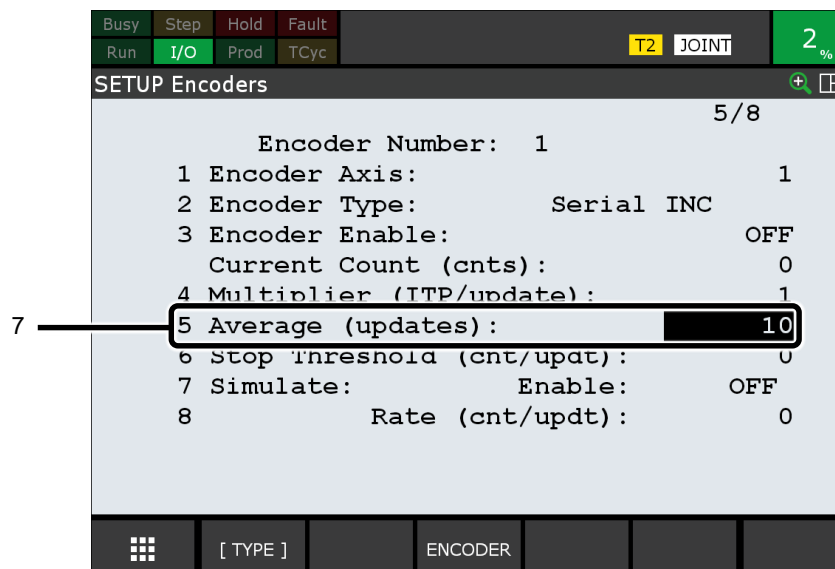 Busy Step Hold Fault
Run I/O Prod TCyc T2 JOINT 2%
SETUP Encoders
5/8
Encoder Number: 1
1 Encoder Axis: 1
2 Encoder Type: Serial INC
3 Encoder Enable: OFF
Current Count (cnts): 0
4 Multiplier (ITP/update): 1
7 5 Average (updates): 10
6 Stop Threshold (cnt/updt): 0
7 Simulate: Enable: OFF
8 Rate (cnt/updt): 0
[ TYPE ] ENCODER